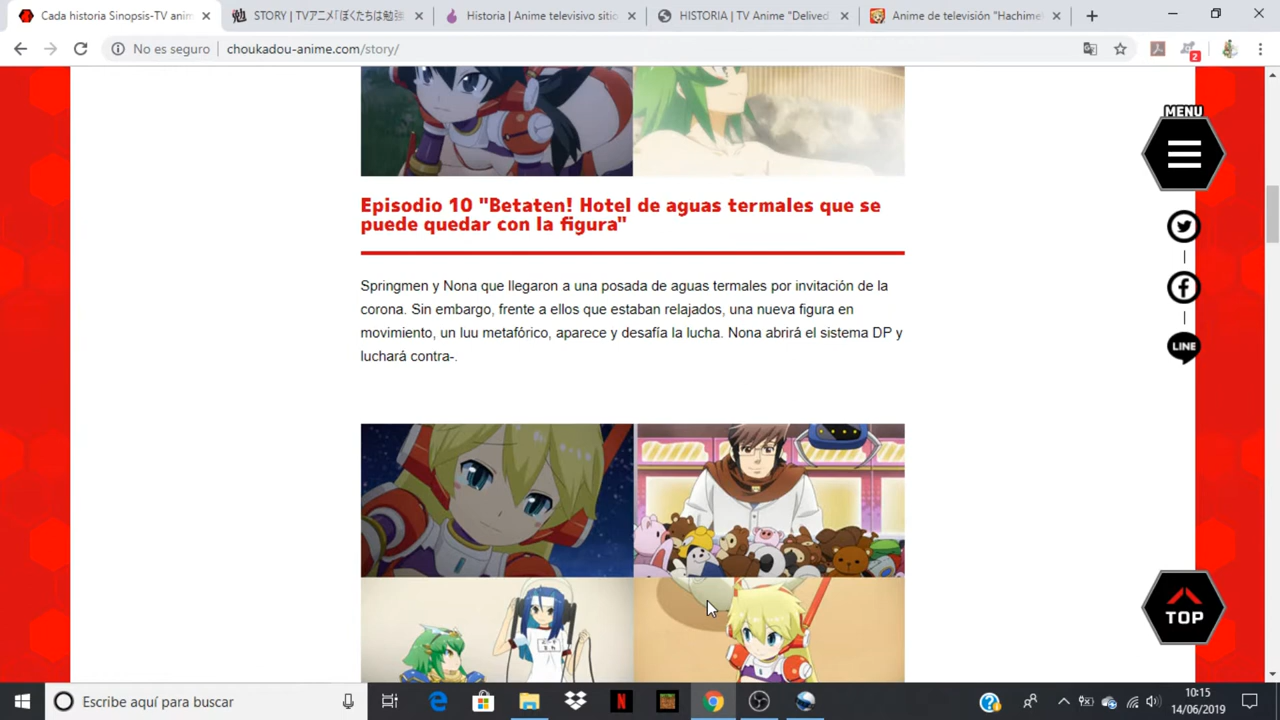 Cada historia Sinopsis-TV anim
STORY | TVアニメ「ぼくたちは勉強
Historia | Anime televisivo sitio
HISTORIA | TV Anime "Delived
Anime de televisión "Hachimei
No es seguro
choukadou-anime.com/story/
2
MENU
Episodio 10 "Betaten! Hotel de aguas termales que se
puede quedar con la figura"
Springmen y Nona que llegaron a una posada de aguas termales por invitación de la
corona. Sin embargo, frente a ellos que estaban relajados, una nueva figura en
movimiento, un luu metafórico, aparece y desafía la lucha. Nona abrirá el sistema DP y
luchará contra-.
LINE
TOP
Escribe aquí para buscar
10:15
14/06/2019